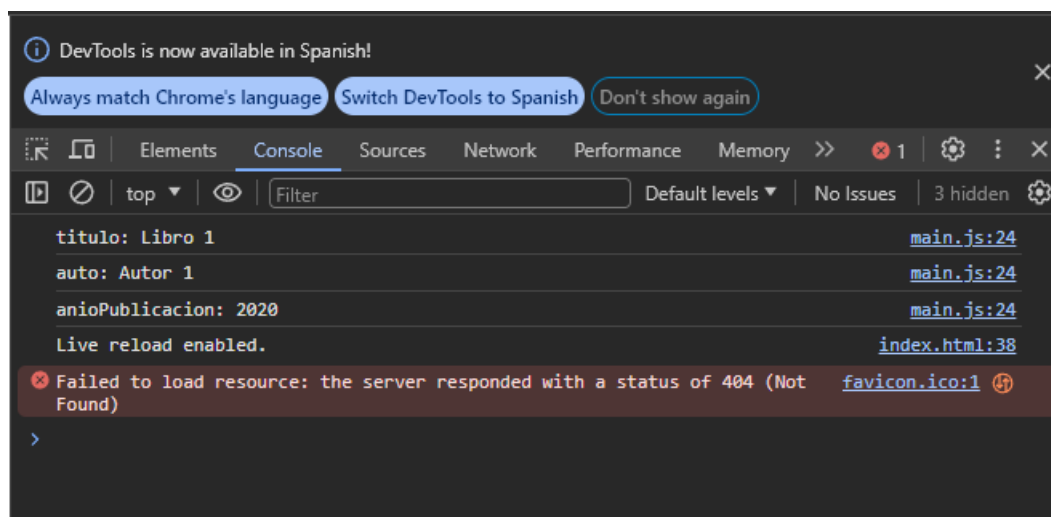 DevTools is now available in Spanish!
Always match Chrome's language Switch DevTools to Spanish Don't show again
Elements Console Sources Network Performance Memory 1
top Filter Default levels No Issues 3 hidden
titulo: Libro 1 main.js:24
auto: Autor 1 main.js:24
anioPublicacion: 2020 main.js:24
Live reload enabled. index.html:38
Failed to load resource: the server responded with a status of 404 (Not favicon.ico:1
Found)